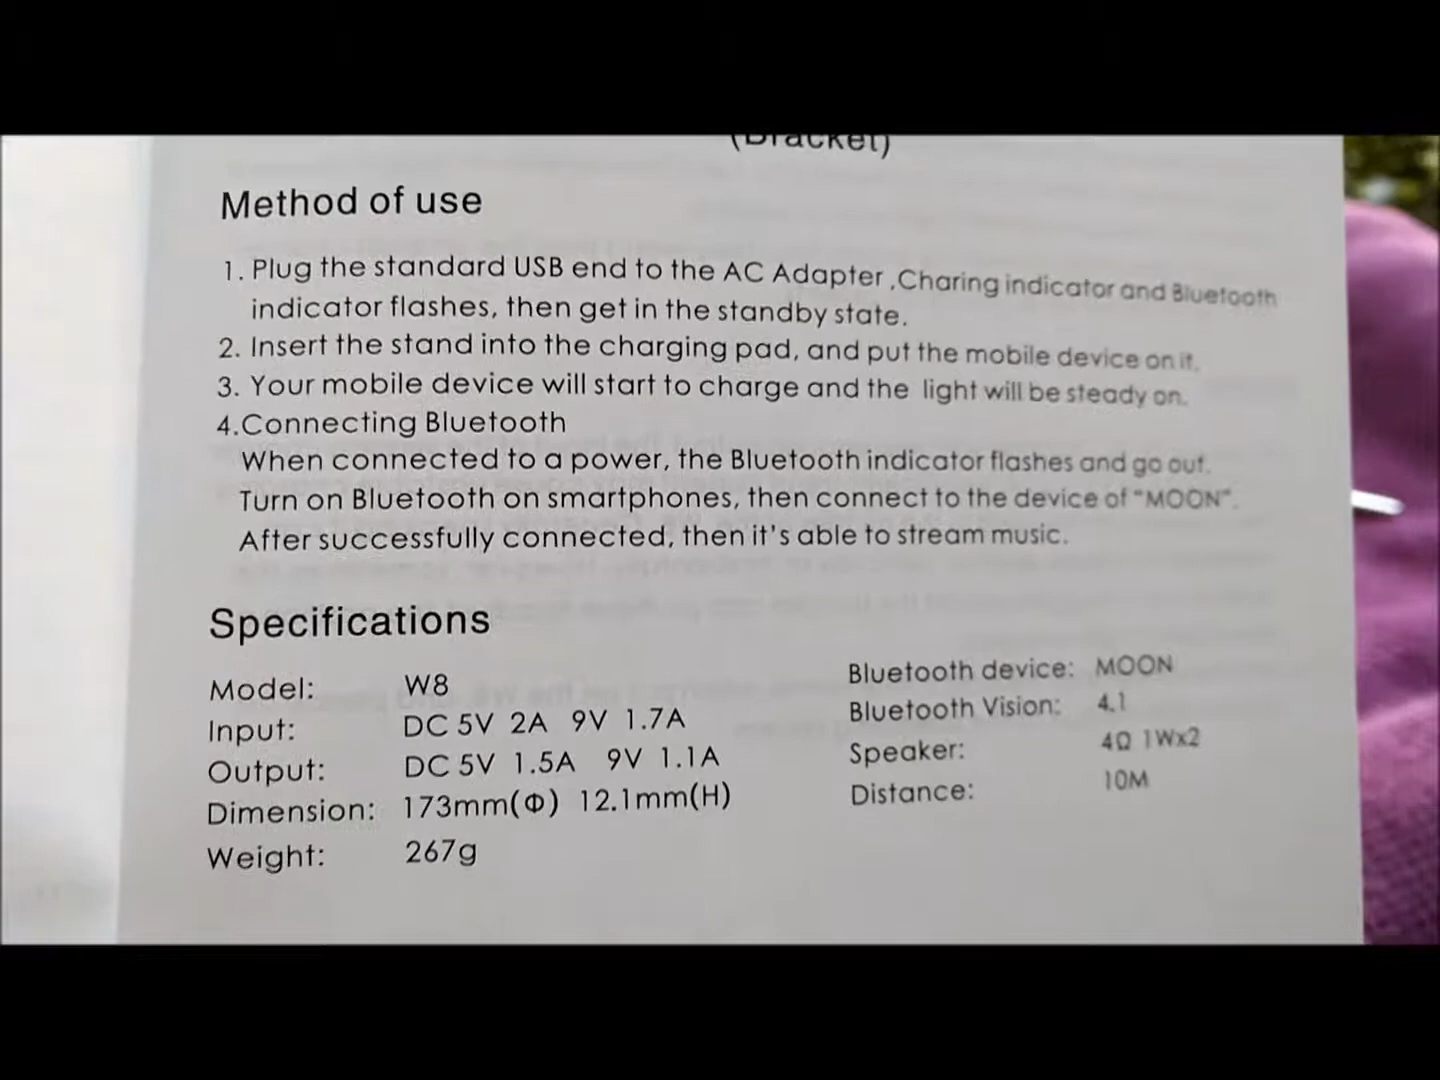 (Bracket)
Method of use
1. Plug the standard USB end to the AC Adapter ,Charing indicator and Bluetooth
indicator flashes, then get in the standby state.
2. Insert the stand into the charging pad, and put the mobile device on it.
3. Your mobile device will start to charge and the light will be steady on.
4.Connecting Bluetooth
When connected to a power, the Bluetooth indicator flashes and go out.
Turn on Bluetooth on smartphones, then connect to the device of "MOON".
After successfully connected, then it's able to stream music.
Specifications
Model: W8
Input: DC 5V 2A 9V 1.7A
Output: DC 5V 1.5A 9V 1.1A
Dimension: 173mm(Φ) 12.1mm(H)
Weight: 267g
Bluetooth device: MOON
Bluetooth Vision: 4.1
Speaker: 4Ω 1Wx2
Distance: 10M